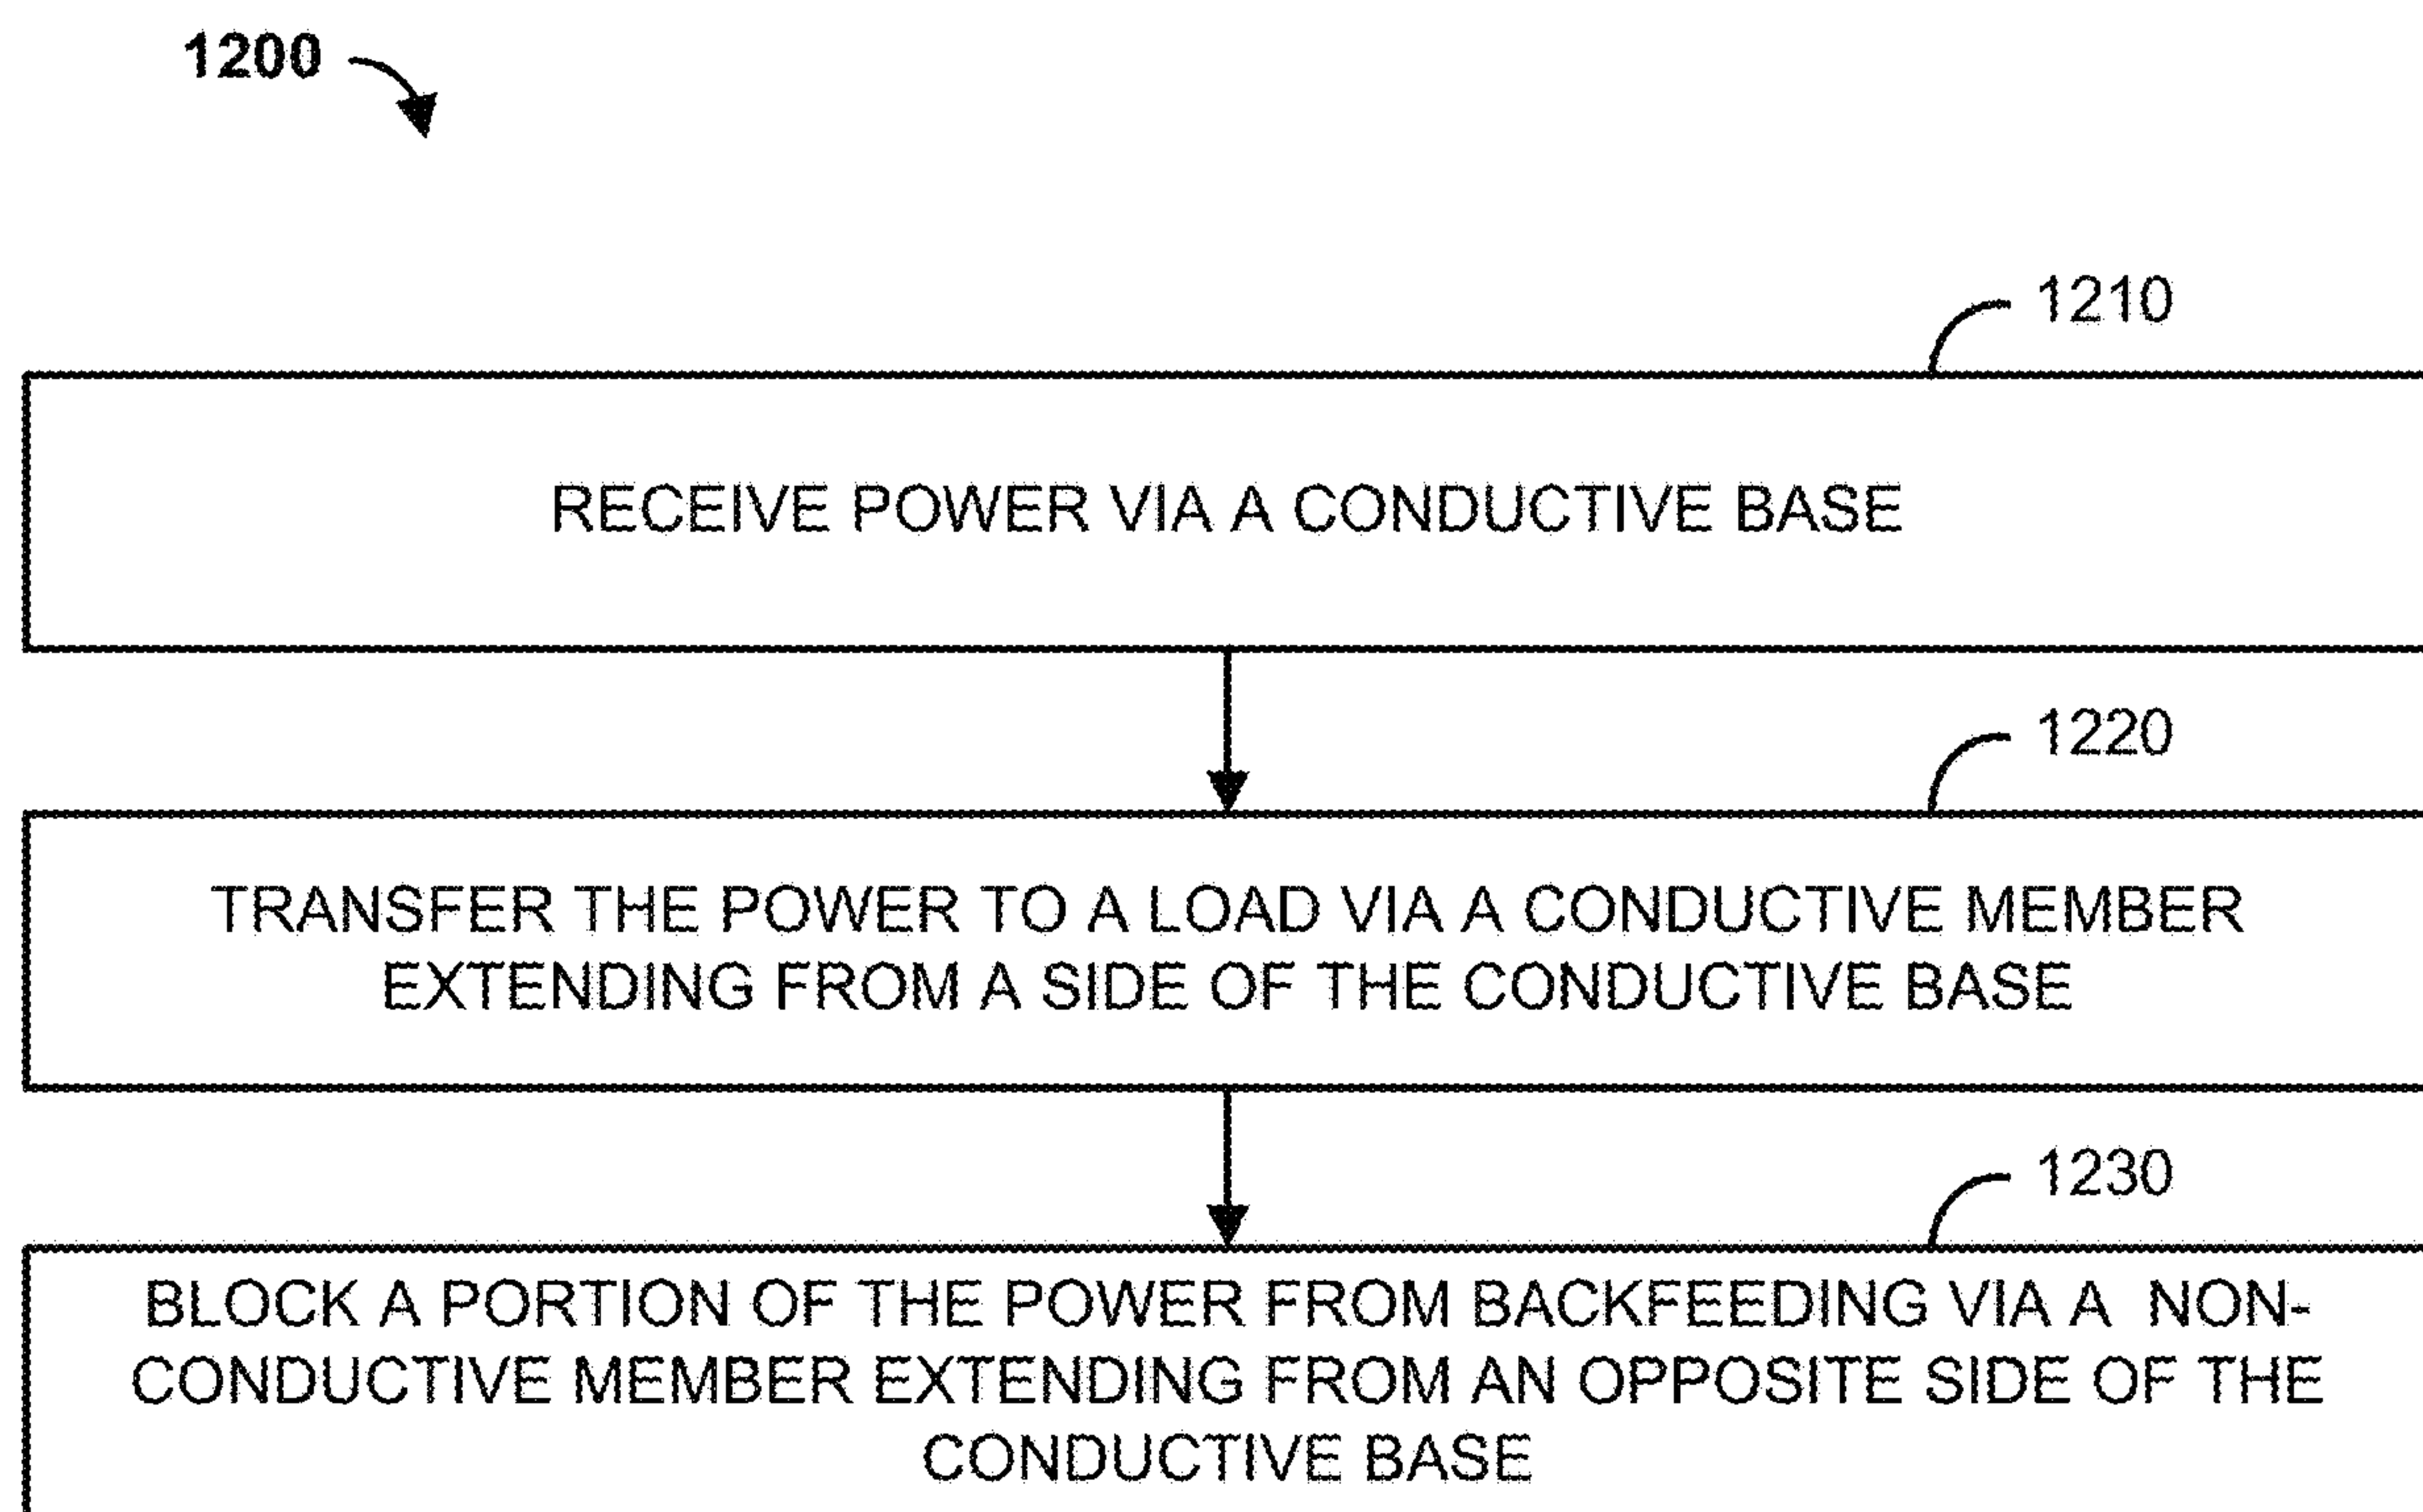 1200
1210
RECEIVE POWER VIA A CONDUCTIVE BASE
1220
TRANSFER THE POWER TO A LOAD VIA A CONDUCTIVE MEMBER
EXTENDING FROM A SIDE OF THE CONDUCTIVE BASE
1230
BLOCK A PORTION OF THE POWER FROM BACKFEEDING VIA A NON-
CONDUCTIVE MEMBER EXTENDING FROM AN OPPOSITE SIDE OF THE
CONDUCTIVE BASE